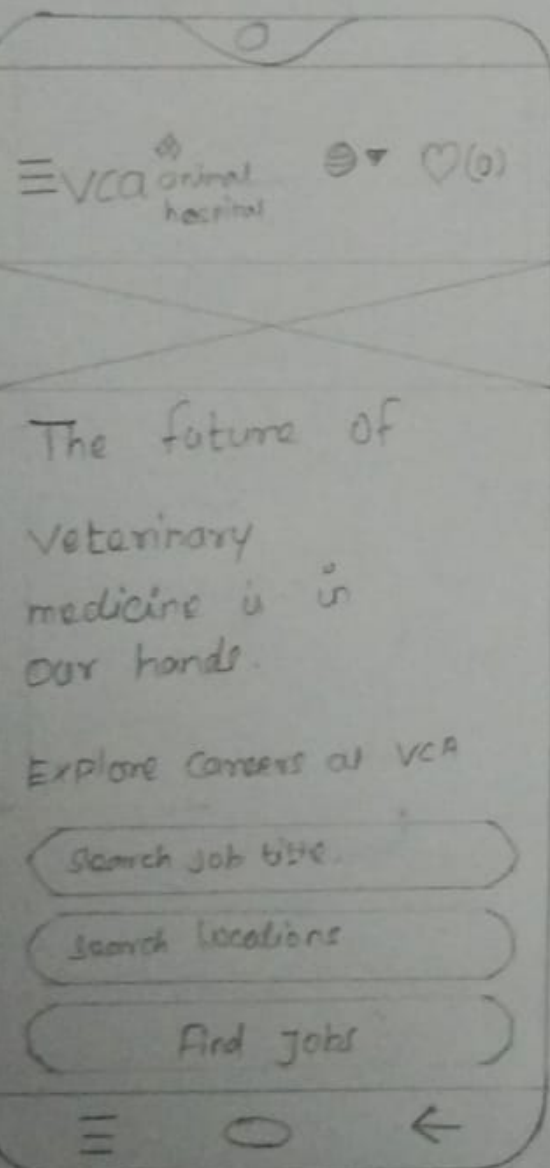 VCA animal
hospital
(0)
The future of
veterinary
medicine is in
our hands.
Explore Careers at VCA
Search job title.
Search Locations
Find Jobs